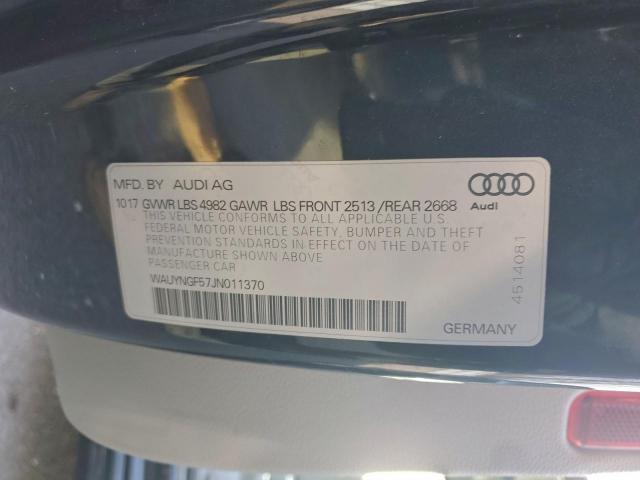 MFD. BY AUDI AG
Audi
1017 GVWR LBS 4982 GAWR LBS FRONT 2513 /REAR 2668
THIS VEHICLE CONFORMS TO ALL APPLICABLE U.S.
FEDERAL MOTOR VEHICLE SAFETY, BUMPER AND THEFT
PREVENTION STANDARDS IN EFFECT ON THE DATE OF
MANUFACTURE SHOWN ABOVE
PASSENGER CAR
WAUYNGF57JN011370
4514081
GERMANY